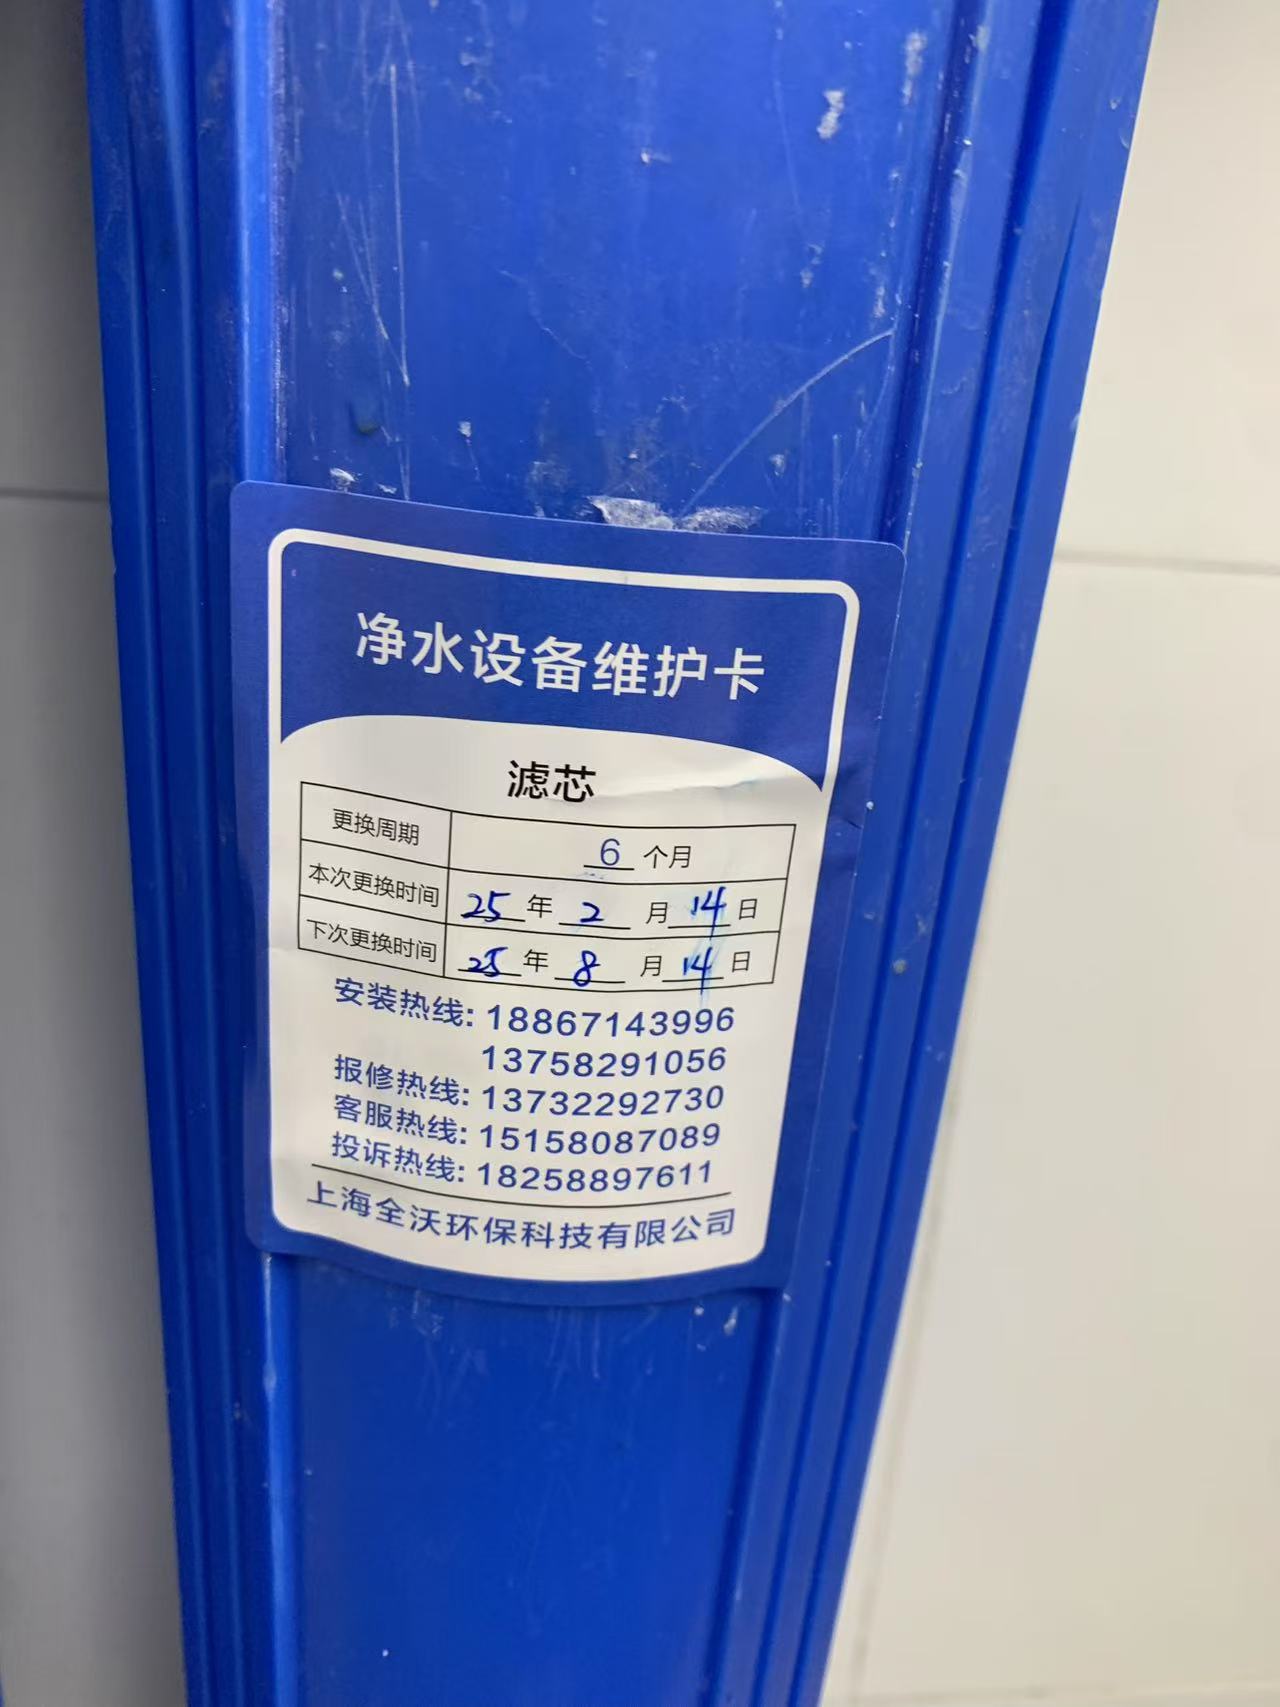 净水设备维护卡
滤芯
更换周期 6 个月
本次更换时间 25 年 2 月 14 日
下次更换时间 25 年 8 月 14 日
安装热线: 18867143996
13758291056
报修热线: 13732292730
客服热线: 15158087089
投诉热线: 18258897611
上海全沃环保科技有限公司